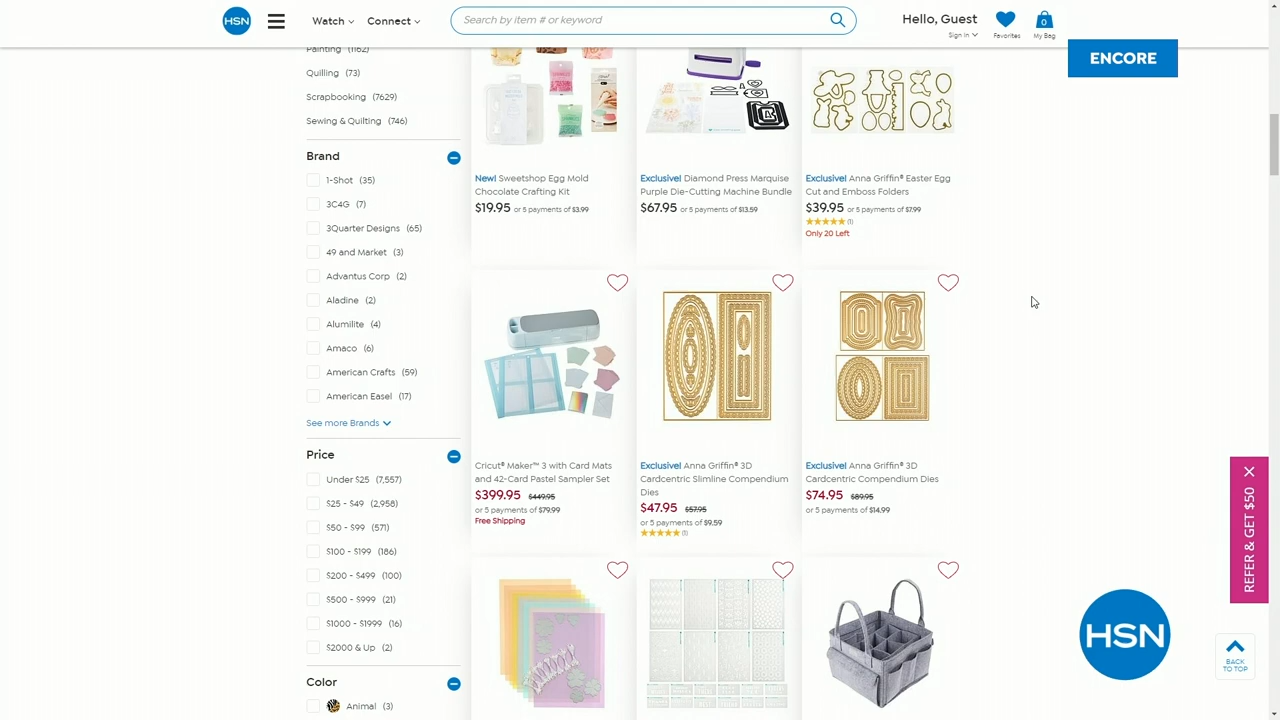 HSN
Watch
Connect
Search by item # or keyword
Hello, Guest
Sign In
Favorites
0
My Bag
ENCORE
Painting (1162)
Quilling (73)
Scrapbooking (7629)
Sewing & Quilting (746)
Brand
1-Shot (35)
3C4G (7)
3Quarter Designs (65)
49 and Market (3)
Advantus Corp (2)
Aladine (2)
Alumilite (4)
Amaco (6)
American Crafts (59)
American Easel (17)
See more Brands
Price
Under $25 (7,557)
$25 - $49 (2,958)
$50 - $99 (571)
$100 - $199 (186)
$200 - $499 (100)
$500 - $999 (21)
$1000 - $1999 (16)
$2000 & Up (2)
Color
Animal (3)
New! Sweetshop Egg Mold
Chocolate Crafting Kit
$19.95 or 5 payments of $3.99
Exclusive! Diamond Press Marquise
Purple Die-Cutting Machine Bundle
$67.95 or 5 payments of $13.59
Exclusive! Anna Griffin® Easter Egg
Cut and Emboss Folders
$39.95 or 5 payments of $7.99
(1)
Only 20 Left
Cricut® Maker™ 3 with Card Mats
and 42-Card Pastel Sampler Set
$399.95 $449.95
or 5 payments of $79.99
Free Shipping
Exclusive! Anna Griffin® 3D
Cardcentric Slimline Compendium
Dies
$47.95 $57.95
or 5 payments of $9.59
(1)
Exclusive! Anna Griffin® 3D
Cardcentric Compendium Dies
$74.95 $89.95
or 5 payments of $14.99
REFER & GET $50
HSN
BACK
TO TOP